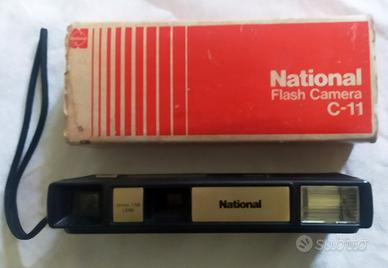 National
Flash Camera
C-11
National
subito